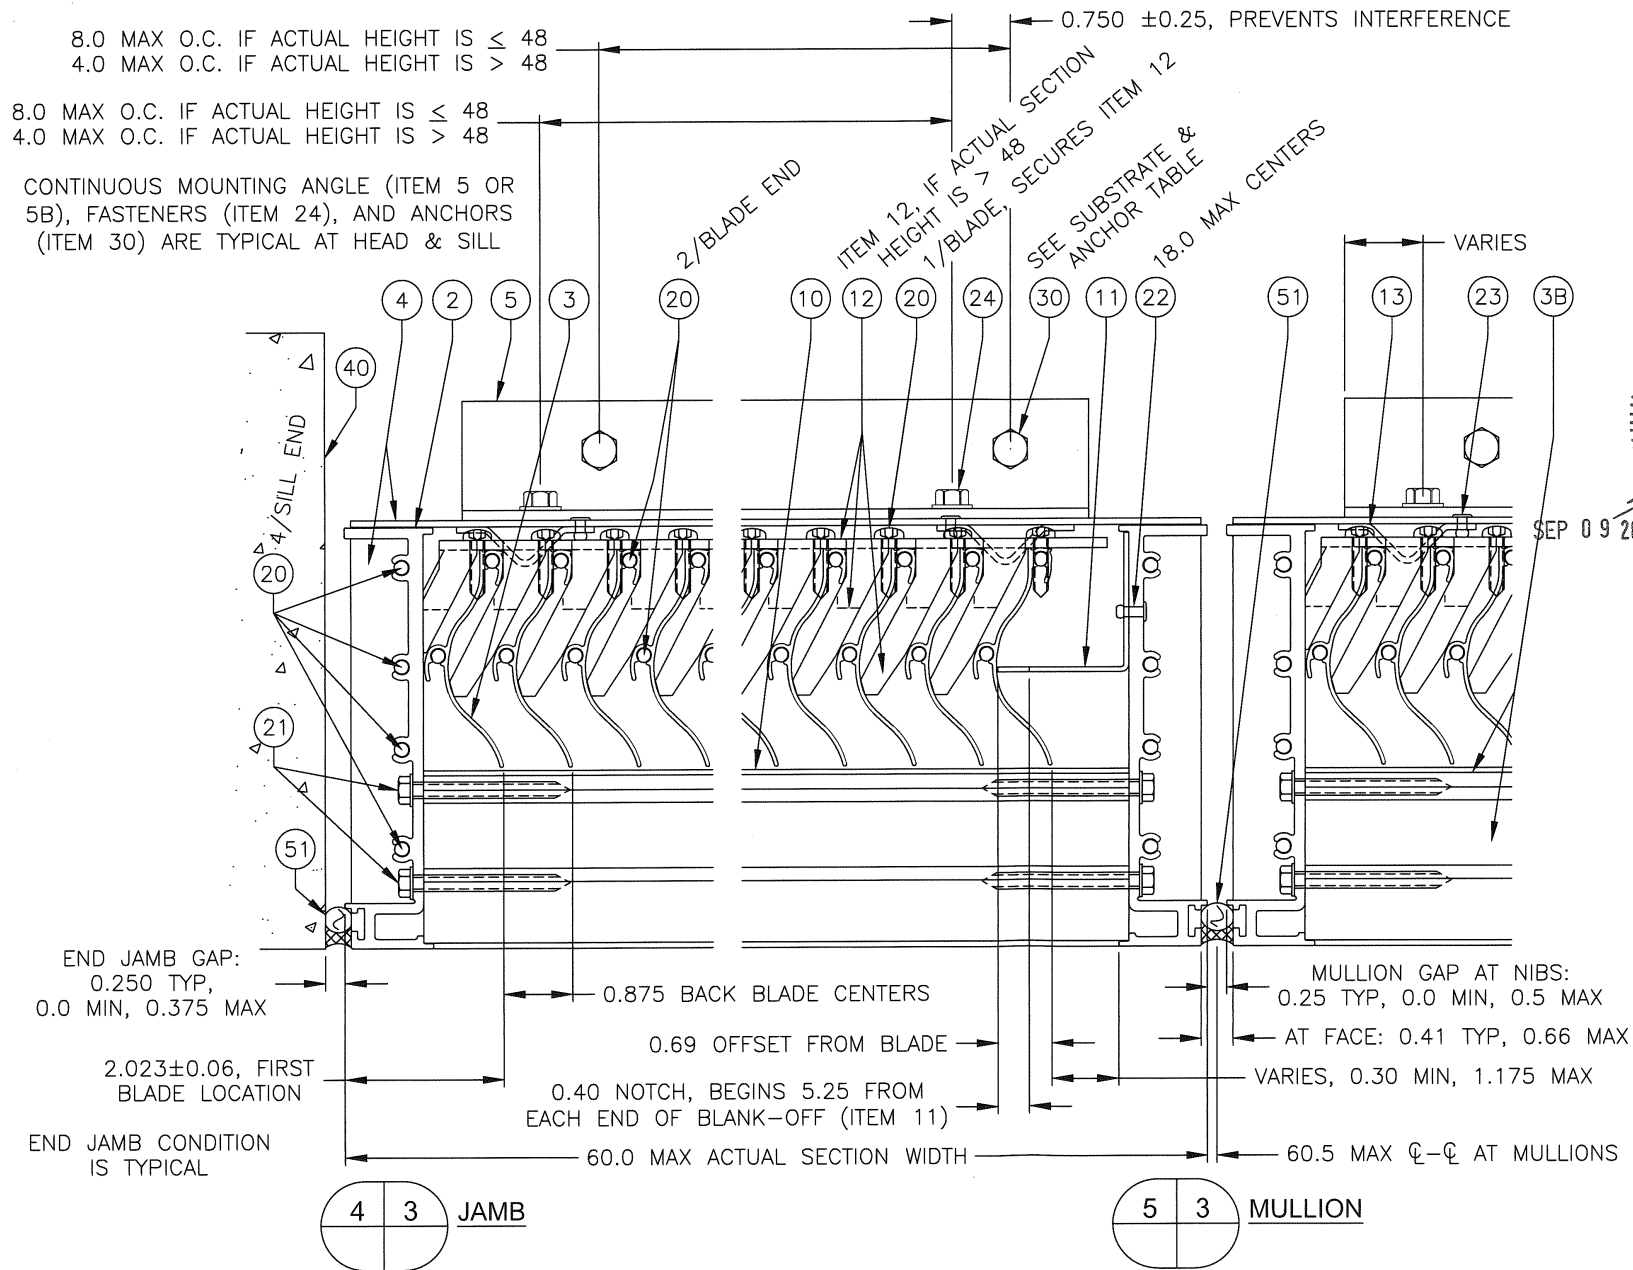 0.750 ±0.25, PREVENTS INTERFERENCE
8.0 MAX O.C. IF ACTUAL HEIGHT IS ≤ 48
4.0 MAX O.C. IF ACTUAL HEIGHT IS > 48
8.0 MAX O.C. IF ACTUAL HEIGHT IS ≤ 48
4.0 MAX O.C. IF ACTUAL HEIGHT IS > 48
CONTINUOUS MOUNTING ANGLE (ITEM 5 OR
5B), FASTENERS (ITEM 24), AND ANCHORS
(ITEM 30) ARE TYPICAL AT HEAD & SILL
2/BLADE END
ITEM 12, IF ACTUAL SECTION
HEIGHT IS > 48
1/BLADE, SECURES ITEM 12
SEE SUBSTRATE &
ANCHOR TABLE
18.0 MAX CENTERS
VARIES
4 2 5 3 20 10 12 20 24 30 11 22 51 13 23 3B
40
4/SILL END
SEP 09
20
21
51
END JAMB GAP:
0.250 TYP,
0.0 MIN, 0.375 MAX
0.875 BACK BLADE CENTERS
MULLION GAP AT NIBS:
0.25 TYP, 0.0 MIN, 0.5 MAX
0.69 OFFSET FROM BLADE
AT FACE: 0.41 TYP, 0.66 MAX
2.023±0.06, FIRST
BLADE LOCATION
0.40 NOTCH, BEGINS 5.25 FROM
EACH END OF BLANK-OFF (ITEM 11)
VARIES, 0.30 MIN, 1.175 MAX
END JAMB CONDITION
IS TYPICAL
60.0 MAX ACTUAL SECTION WIDTH
60.5 MAX ℄-℄ AT MULLIONS
4 3 JAMB
5 3 MULLION